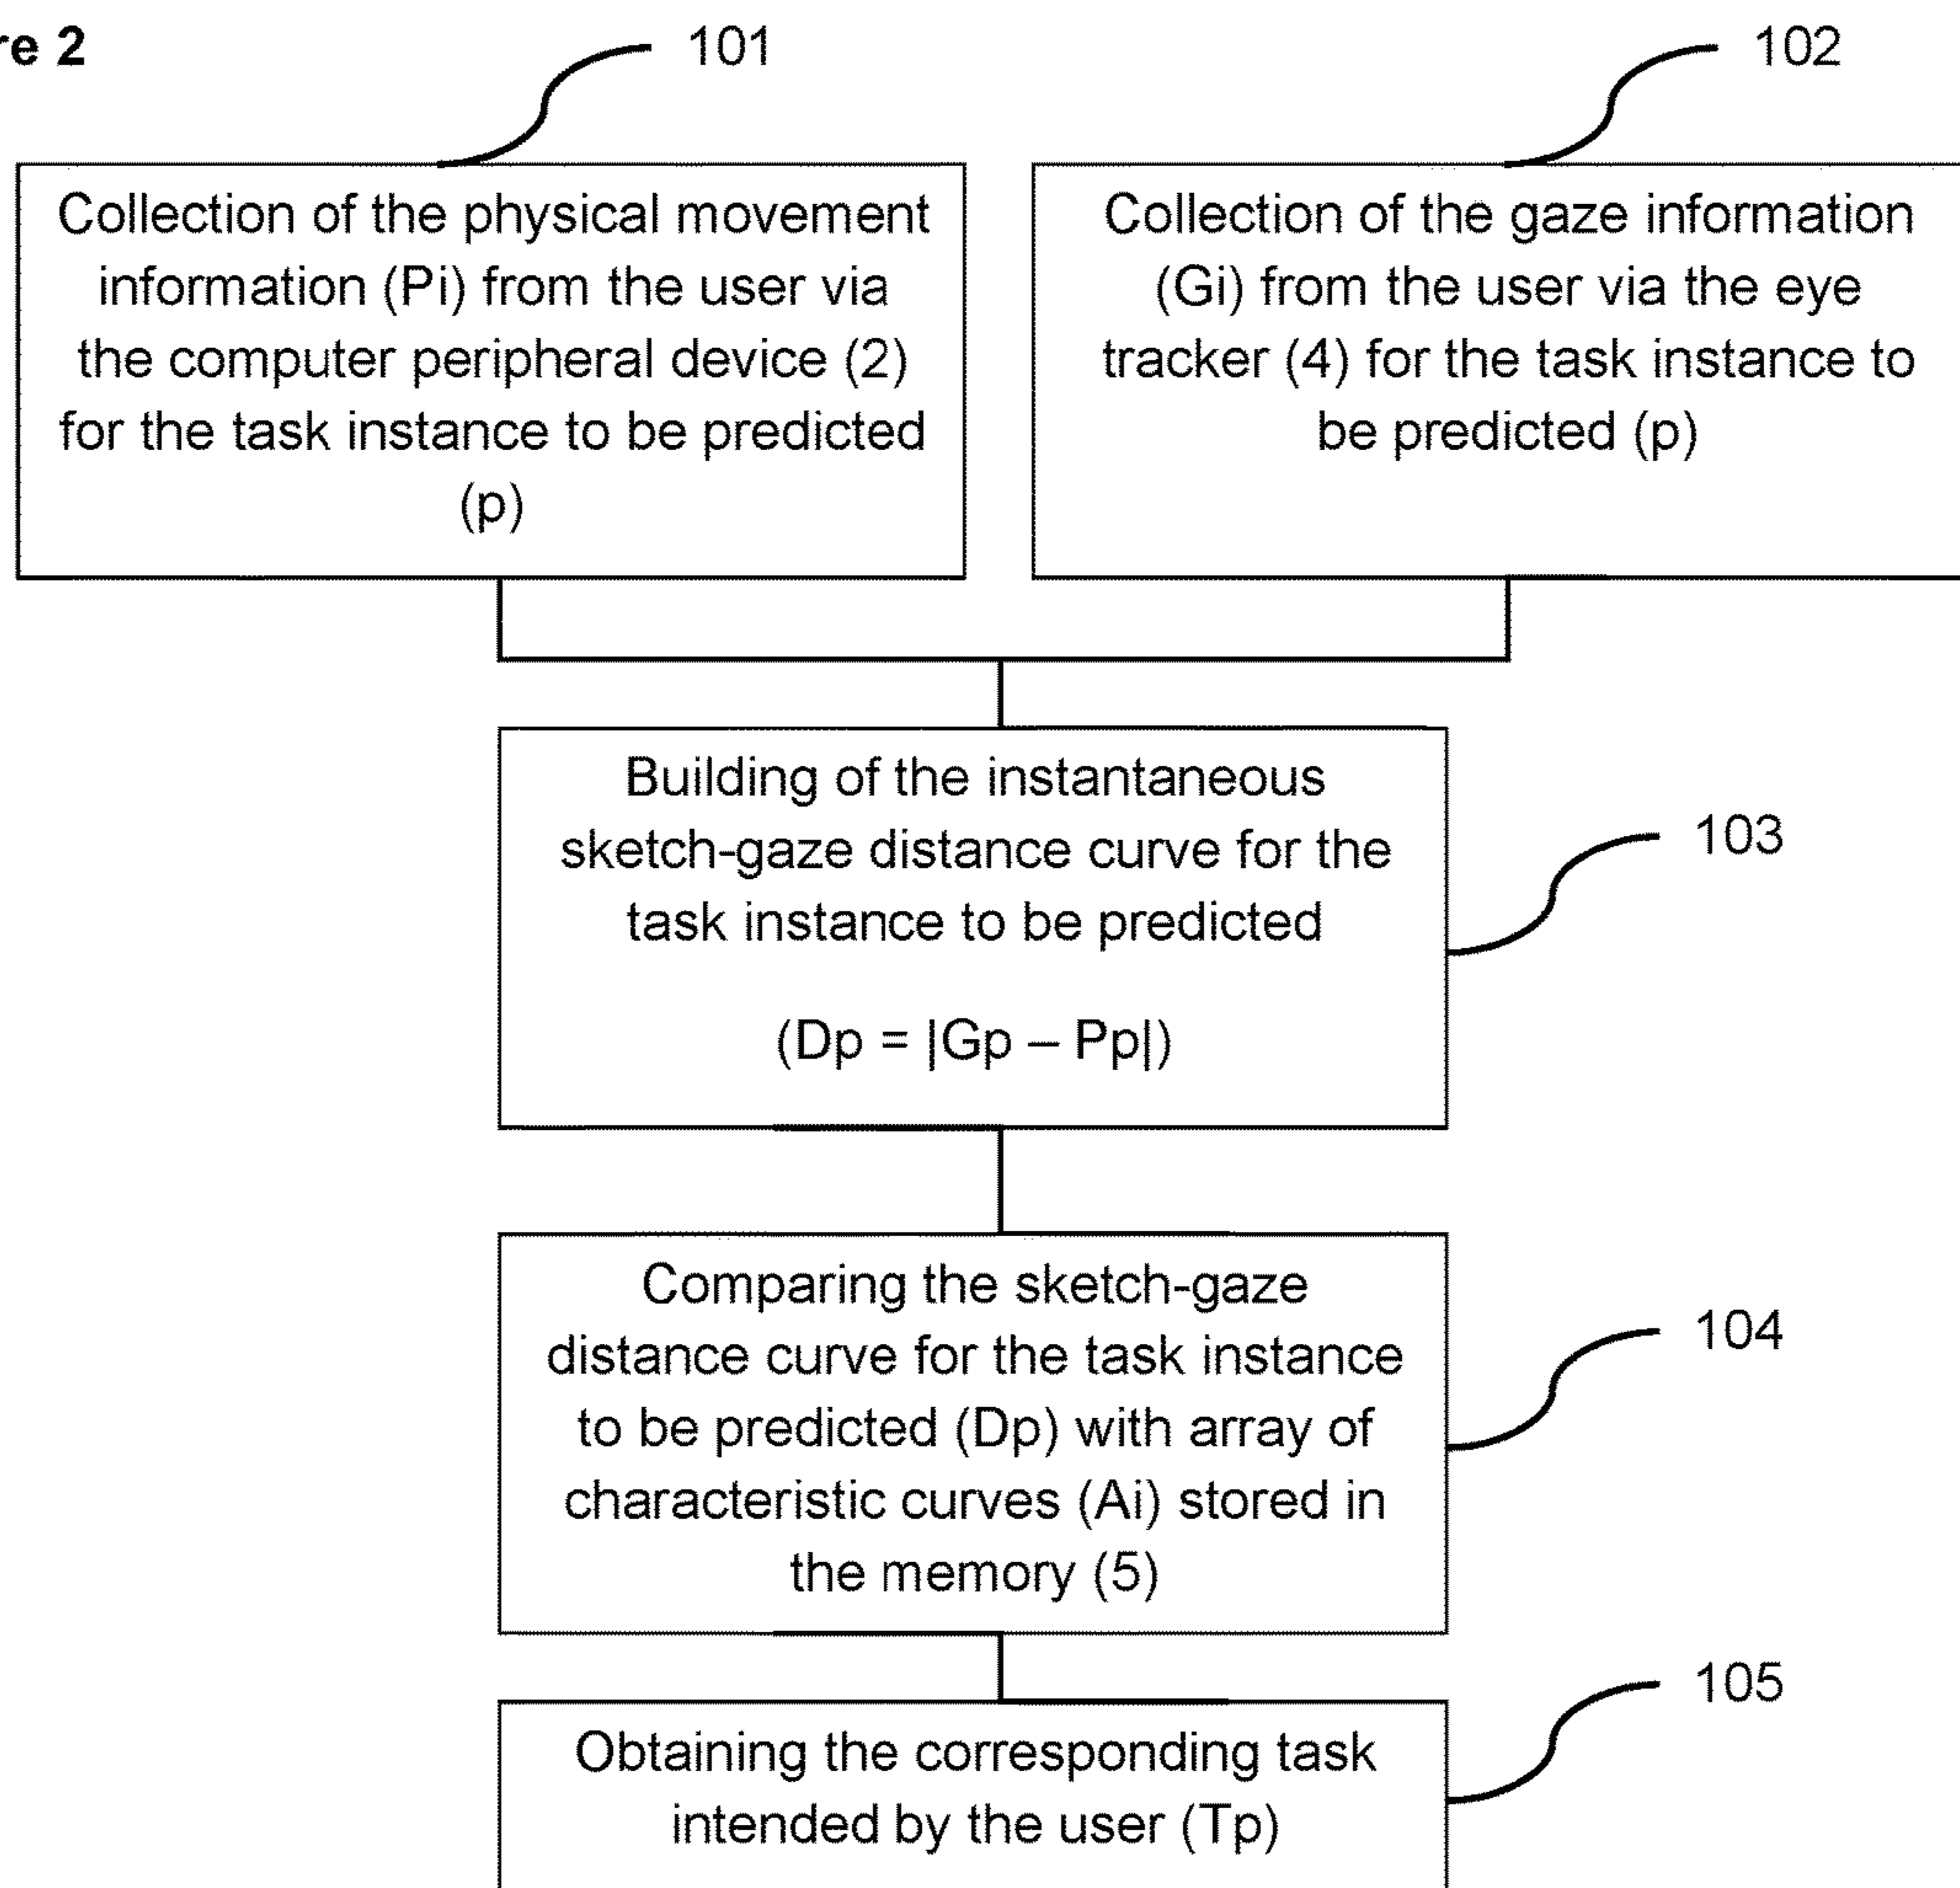 re 2
101
102
Collection of the physical movement
information (Pi) from the user via
the computer peripheral device (2)
for the task instance to be predicted
(p)
Collection of the gaze information
(Gi) from the user via the eye
tracker (4) for the task instance to
be predicted (p)
Building of the instantaneous
sketch-gaze distance curve for the
task instance to be predicted
(Dp = |Gp – Pp|)
103
Comparing the sketch-gaze
distance curve for the task instance
to be predicted (Dp) with array of
characteristic curves (Ai) stored in
the memory (5)
104
Obtaining the corresponding task
intended by the user (Tp)
105